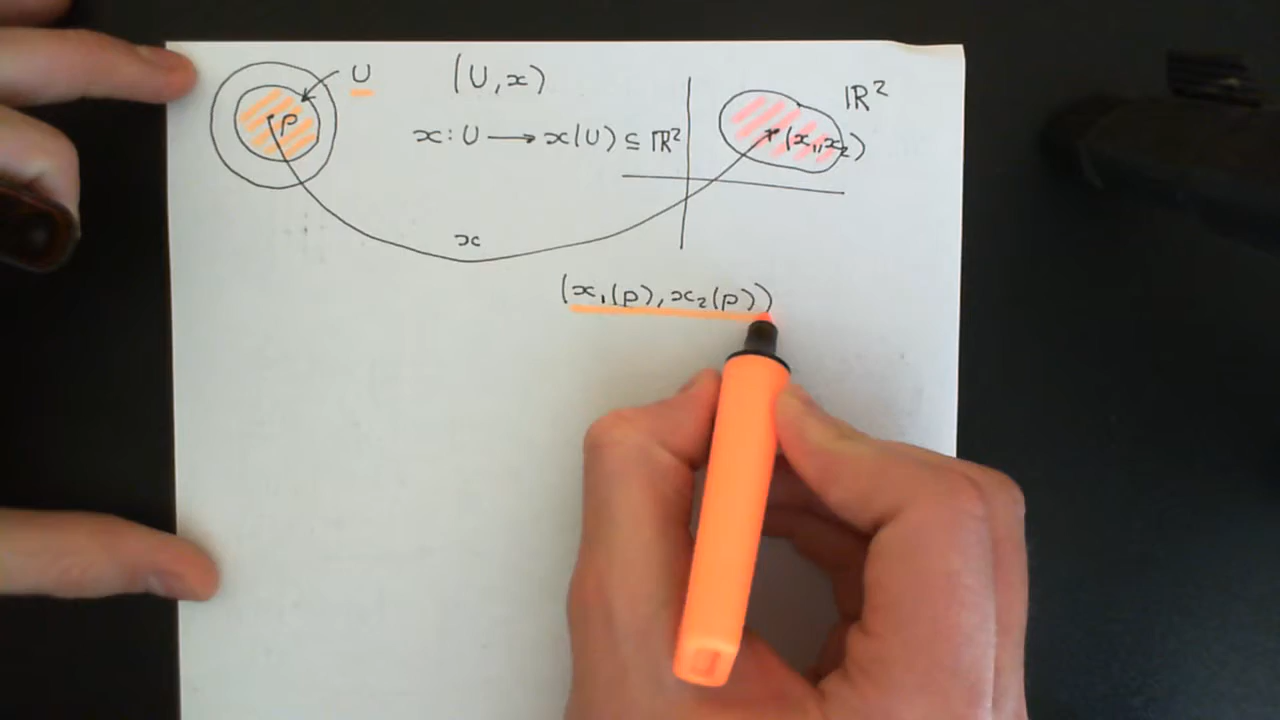 U
(U,x)
ℝ²
p
x: U ⟶ x(U) ⊆ ℝ²
(x₁,x₂)
x
(x₁(p), x₂(p))